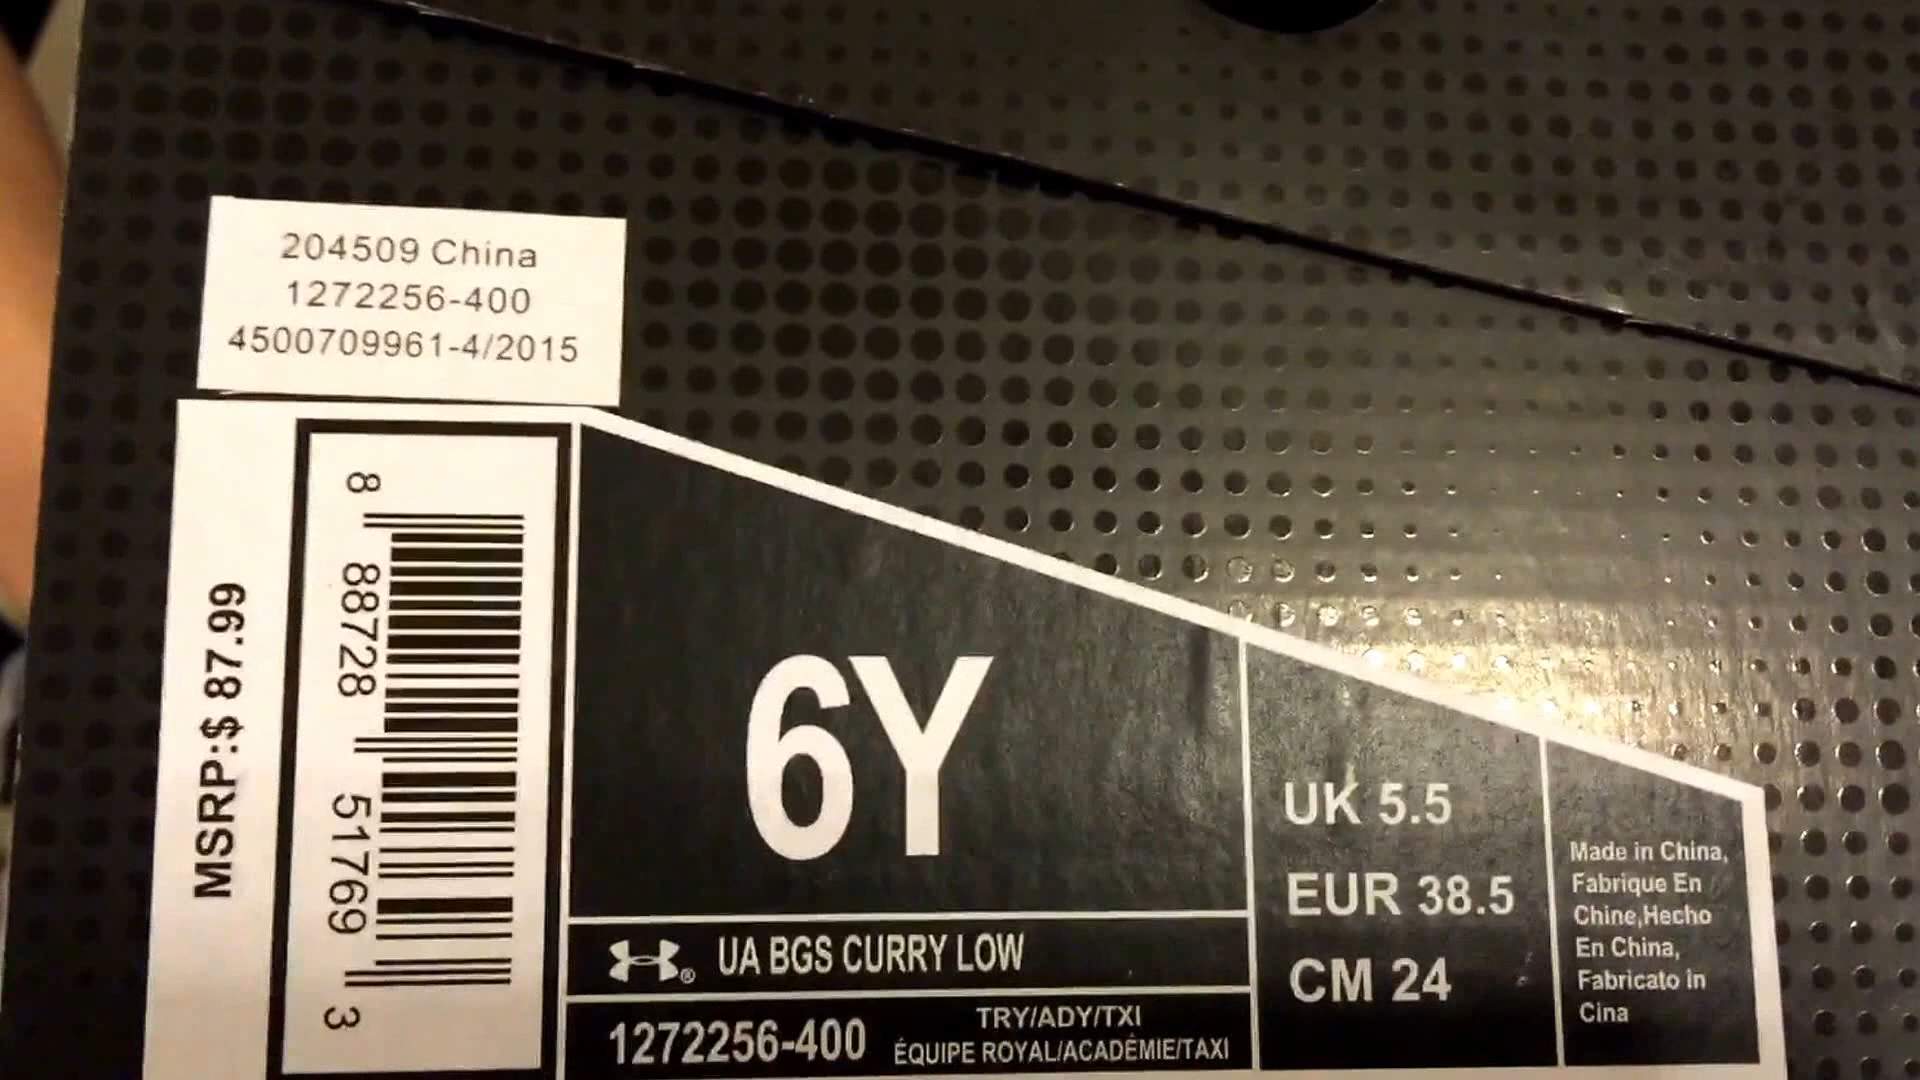 204509 China
1272256-400
4500709961-4/2015
MSRP:$ 87.99
8 88728 51769 3
6Y
UA BGS CURRY LOW
1272256-400
TRY/ADY/TXI
ÉQUIPE ROYAL/ACADÉMIE/TAXI
UK 5.5
EUR 38.5
CM 24
Made in China,
Fabrique En
Chine,Hecho
En China,
Fabricato in
Cina